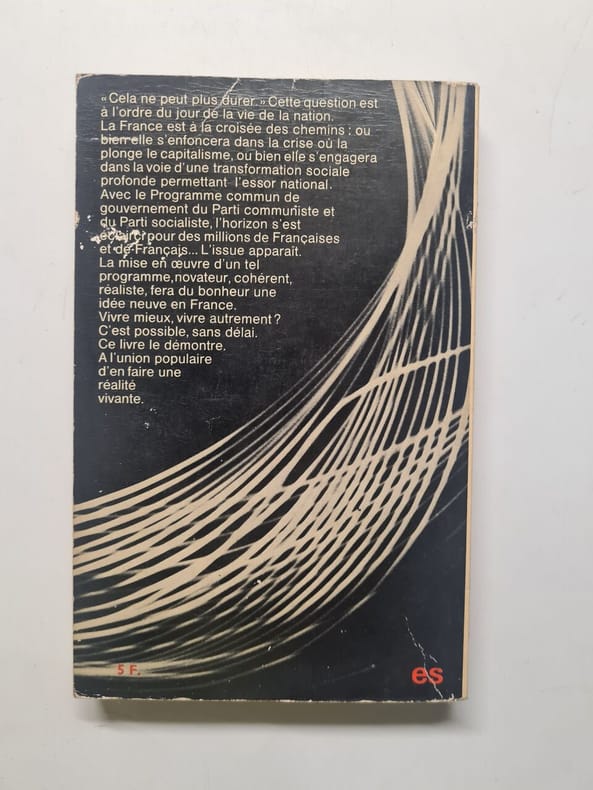 « Cela ne peut plus durer. » Cette question est
à l'ordre du jour de la vie de la nation.
La France est à la croisée des chemins : ou
bien elle s'enfoncera dans la crise où la
plonge le capitalisme, ou bien elle s'engagera
dans la voie d'une transformation sociale
profonde permettant l'essor national.
Avec le Programme commun de
gouvernement du Parti communiste et
du Parti socialiste, l'horizon s'est
éclairci pour des millions de Françaises
et de Français... L'issue apparaît.
La mise en œuvre d'un tel
programme, novateur, cohérent,
réaliste, fera du bonheur une
idée neuve en France.
Vivre mieux, vivre autrement ?
C'est possible, sans délai.
Ce livre le démontre.
A l'union populaire
d'en faire une
réalité
vivante.
5 F.
es